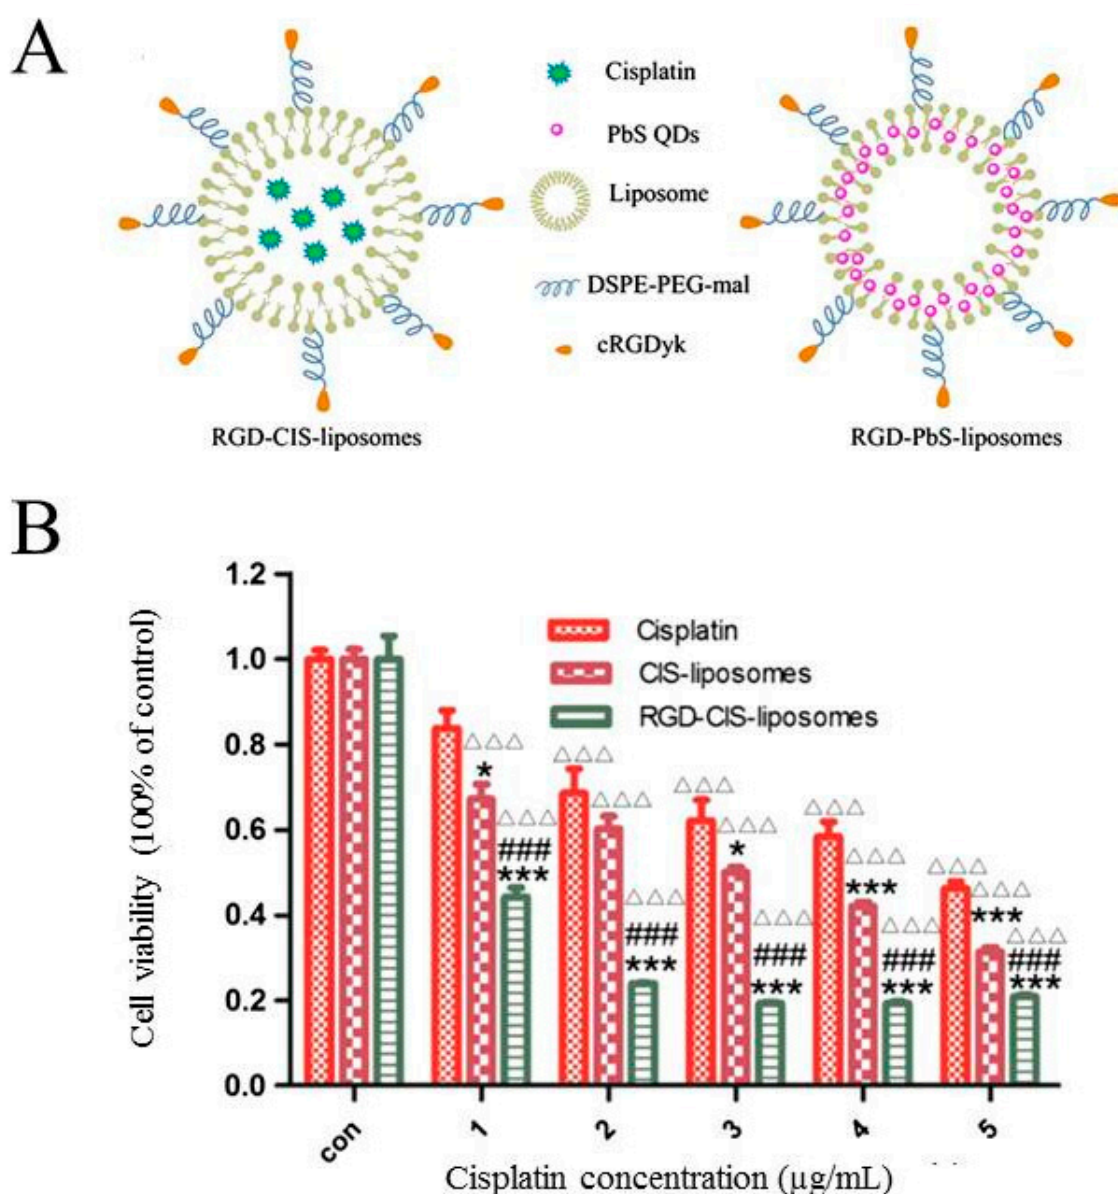 A
Cisplatin
PbS QDs
Liposome
DSPE-PEG-mal
cRGDyk
RGD-CIS-liposomes
RGD-PbS-liposomes
B
Cell viability (100% of control)
1.2
1.0
0.8
0.6
0.4
0.2
0.0
Cisplatin
CIS-liposomes
RGD-CIS-liposomes
△△△
*
△△△
###
***
△△△
△△△
△△△
###
***
△△△
△△△
*
△△△
###
***
△△△
△△△
***
△△△
###
***
△△△
△△△
***
△△△
###
***
con
1
2
3
4
5
Cisplatin concentration (µg/mL)